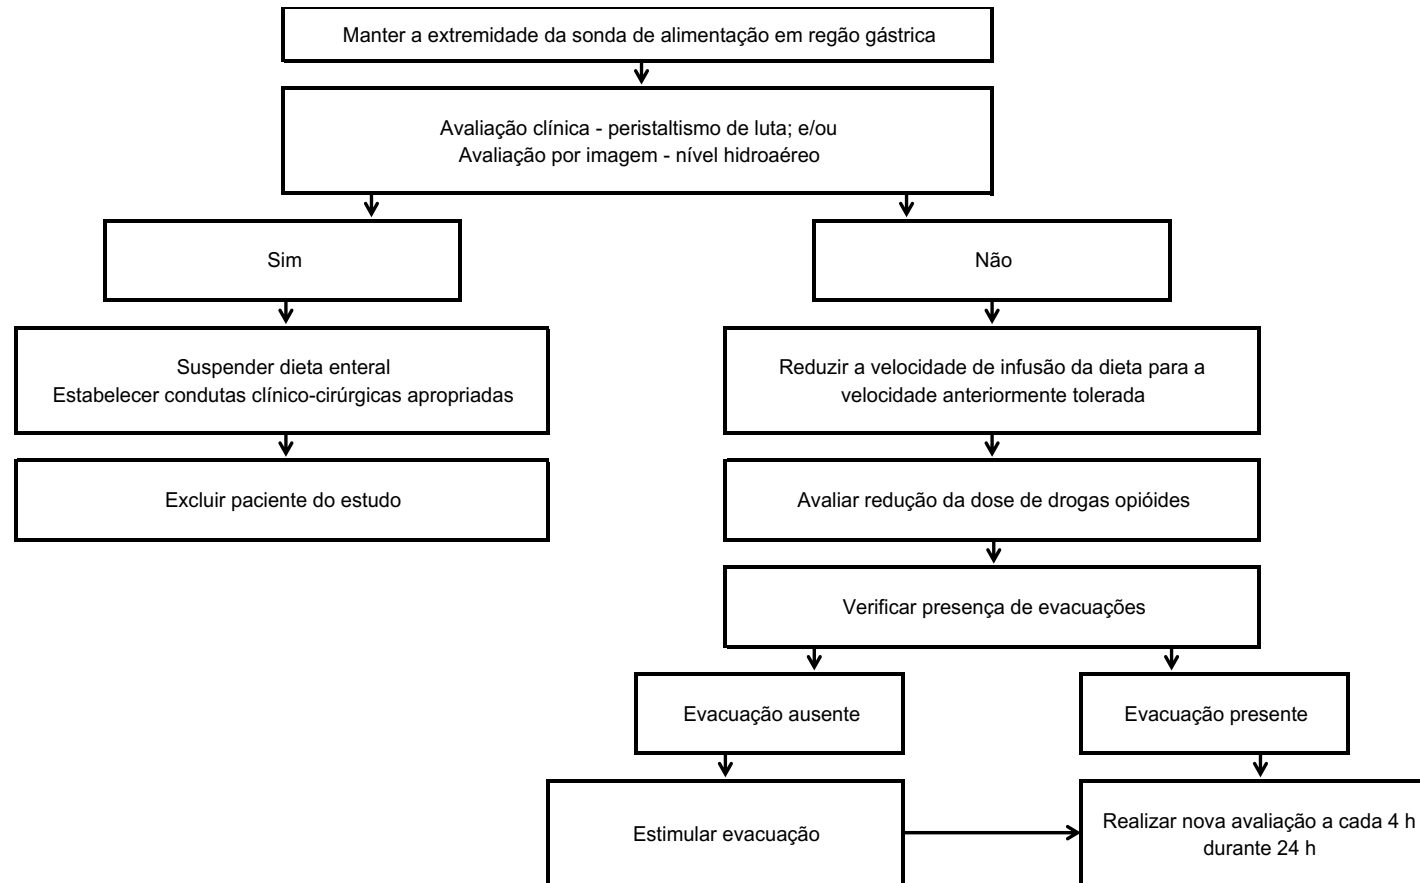 Manter a extremidade da sonda de alimentação em região gástrica
Avaliação clínica - peristaltismo de luta; e/ou
Avaliação por imagem - nível hidroaéreo
Sim
Não
Suspender dieta enteral
Estabelecer condutas clínico-cirúrgicas apropriadas
Reduzir a velocidade de infusão da dieta para a
velocidade anteriormente tolerada
Excluir paciente do estudo
Avaliar redução da dose de drogas opióides
Verificar presença de evacuações
Evacuação ausente
Evacuação presente
Estimular evacuação
Realizar nova avaliação a cada 4 h
durante 24 h